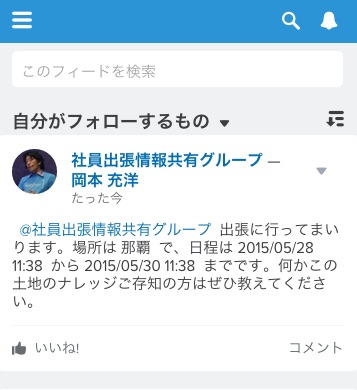 このフィードを検索
自分がフォローするもの
社員出張情報共有グループ —
岡本 充洋
たった今
@社員出張情報共有グループ 出張に行ってまい
ります。場所は 那覇 で、日程は 2015/05/28
11:38 から 2015/05/30 11:38 までです。何かこの
土地のナレッジご存知の方はぜひ教えてくださ
い。
いいね!
コメント